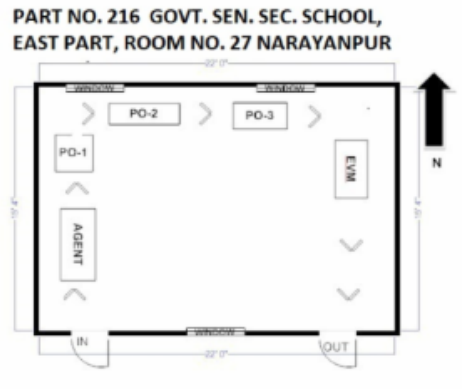 PART NO. 216 GOVT. SEN. SEC. SCHOOL,
EAST PART, ROOM NO. 27 NARAYANPUR
22'0"
WINDOW
WINDOW
PO-2
PO-3
PO-1
EVM
N
AGENT
WINDOW
IN
OUT
22'0"